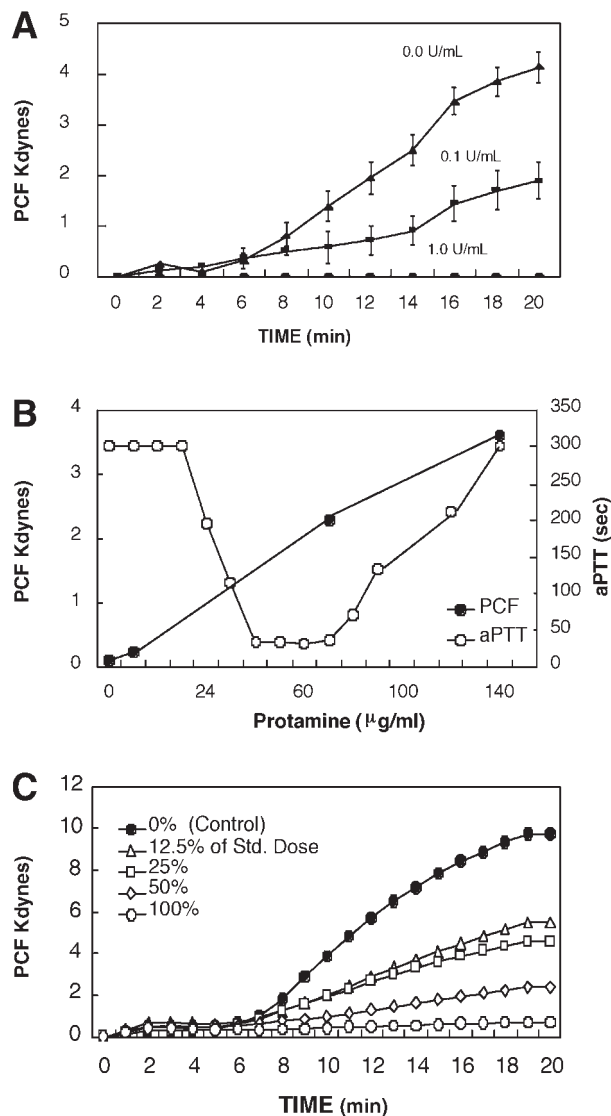 A
PCF Kdynes
5
4
3
2
1
0
0.0 U/mL
0.1 U/mL
1.0 U/mL
0 2 4 6 8 10 12 14 16 18 20
TIME (min)
B
PCF Kdynes
4
3
2
1
0
350
300
250
200
150
100
50
0
aPTT (sec)
PCF
aPTT
0 24 60 100 140
Protamine (μg/ml)
C
PCF Kdynes
12
10
8
6
4
2
0
0% (Control)
12.5% of Std. Dose
25%
50%
100%
0 2 4 6 8 10 12 14 16 18 20
TIME (min)